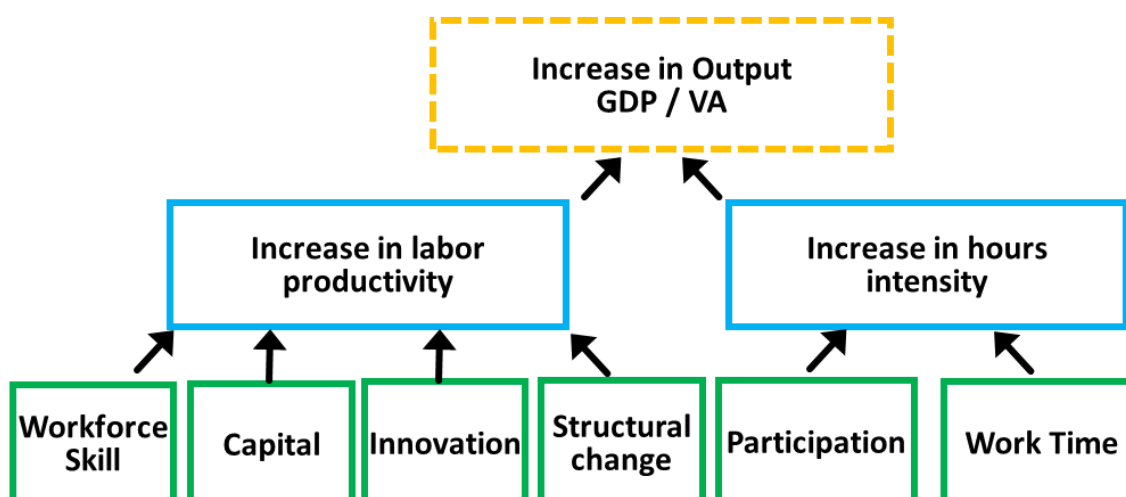 Increase in Output
GDP / VA
Increase in labor
productivity
Increase in hours
intensity
Workforce
Skill
Capital
Innovation
Structural
change
Participation
Work Time